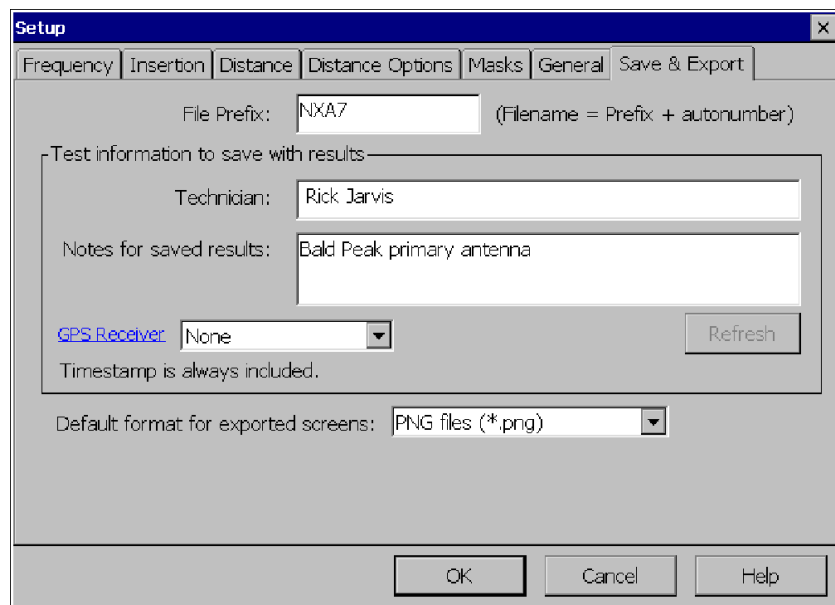 Setup
Frequency Insertion Distance Distance Options Masks General Save & Export
File Prefix: NXA7 (Filename = Prefix + autonumber)
Test information to save with results
Technician: Rick Jarvis
Notes for saved results: Bald Peak primary antenna
GPS Receiver None Refresh
Timestamp is always included.
Default format for exported screens: PNG files (*.png)
OK Cancel Help